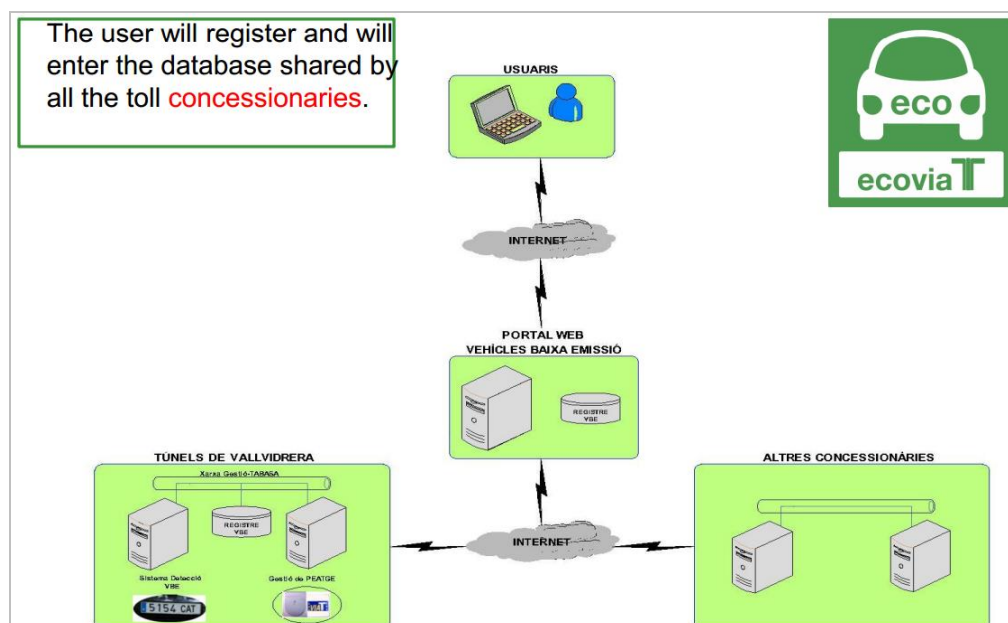 The user will register and will
enter the database shared by
all the toll concessionaries.
eco
ecovia T
USUARIS
INTERNET
PORTAL WEB
VEHÍCLES BAIXA EMISSIÓ
REGISTRE
VBE
TÚNELS DE VALLVIDRERA
Xarxa Gestió-TABASA
REGISTRE
VBE
Sistema Detecció
VBE
5154 CAT
Gestió de PEATGE
VIAT
INTERNET
ALTRES CONCESSIONÀRIES